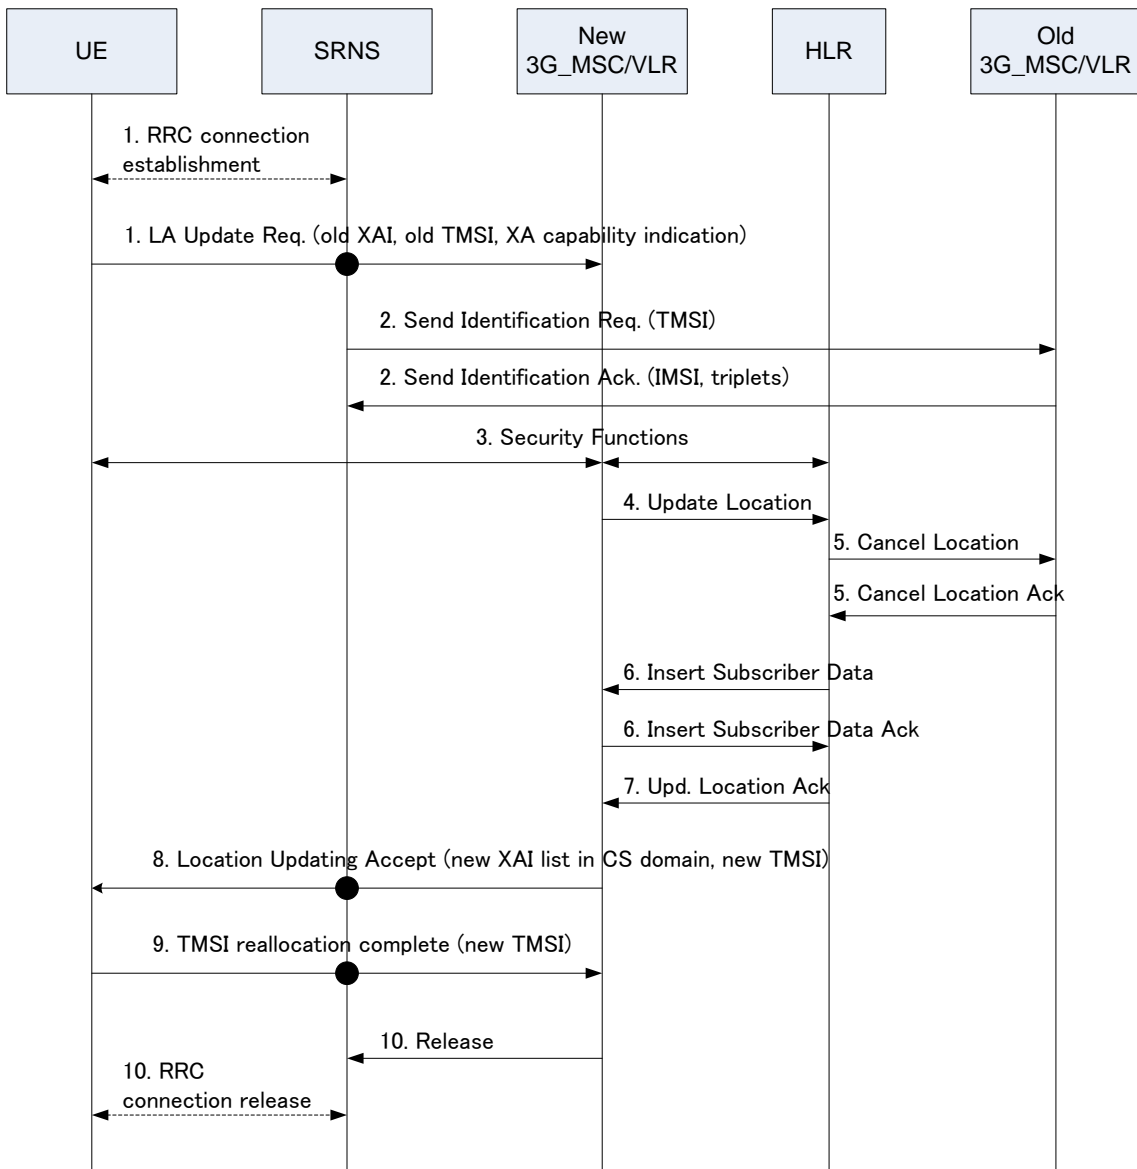 UE
SRNS
New
3G_MSC/VLR
HLR
Old
3G_MSC/VLR
1. RRC connection
establishment
1. LA Update Req. (old XAI, old TMSI, XA capability indication)
2. Send Identification Req. (TMSI)
2. Send Identification Ack. (IMSI, triplets)
3. Security Functions
4. Update Location
5. Cancel Location
5. Cancel Location Ack
6. Insert Subscriber Data
6. Insert Subscriber Data Ack
7. Upd. Location Ack
8. Location Updating Accept (new XAI list in CS domain, new TMSI)
9. TMSI reallocation complete (new TMSI)
10. Release
10. RRC
connection release